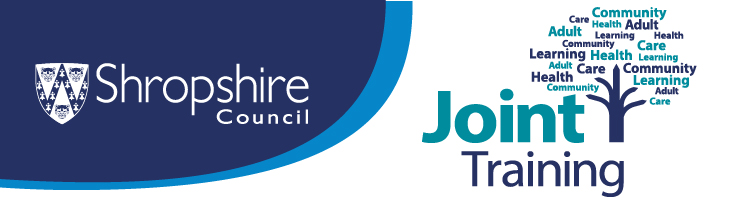 Shropshire
Council
Community
Care Health Adult
Adult Learning Health
Community Care
Learning Health Learning
Adult Care Community
Health Learning
Community Adult
Care
Joint
Training